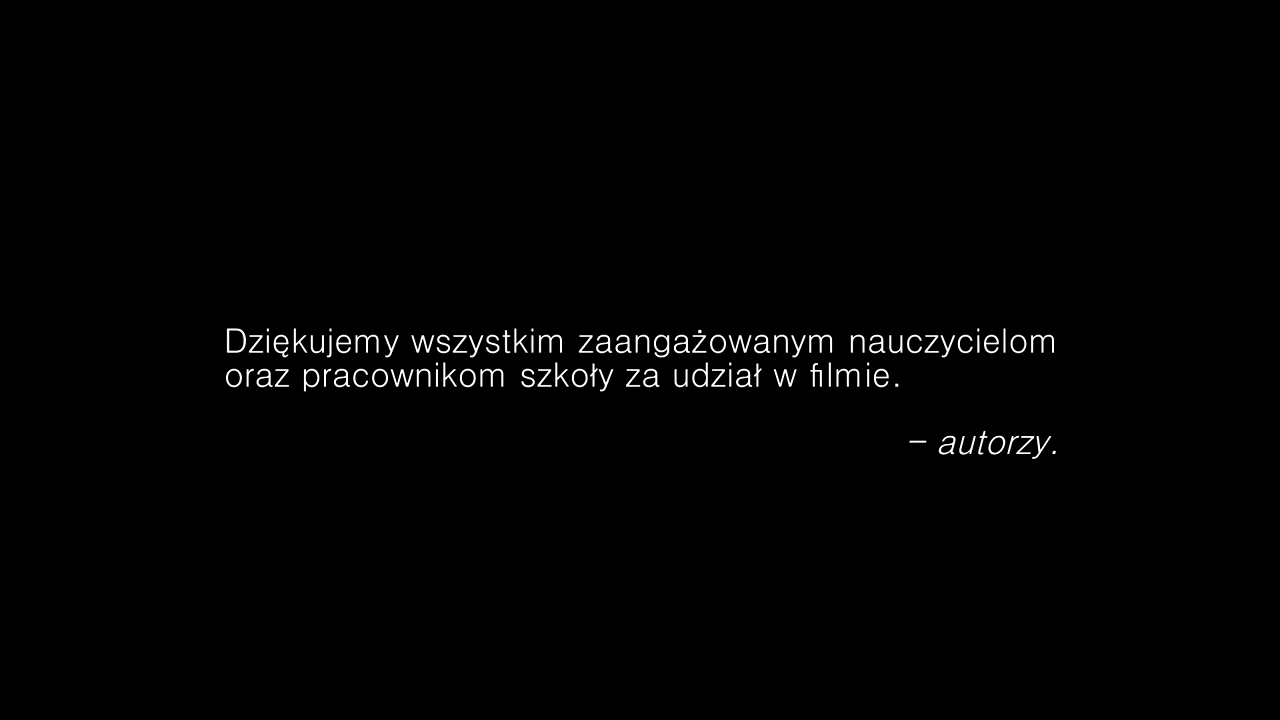 Dziękujemy wszystkim zaangażowanym nauczycielom
oraz pracownikom szkoły za udział w filmie.
– autorzy.